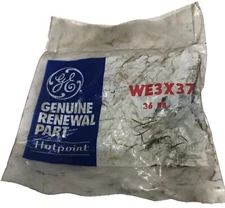 GE
GENUINE
RENEWAL
PART
Hotpoint
WE3X37